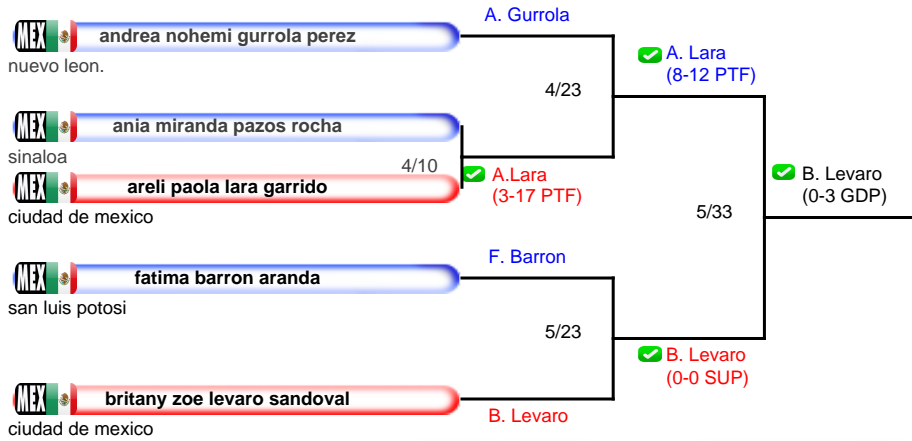 A. Gurrola
MEX andrea nohemi gurrola perez
nuevo leon.
A. Lara
(8-12 PTF)
4/23
MEX ania miranda pazos rocha
sinaloa
4/10
A.Lara
(3-17 PTF)
MEX areli paola lara garrido
ciudad de mexico
B. Levaro
(0-3 GDP)
5/33
F. Barron
MEX fatima barron aranda
san luis potosi
5/23
B. Levaro
(0-0 SUP)
MEX britany zoe levaro sandoval
B. Levaro
ciudad de mexico